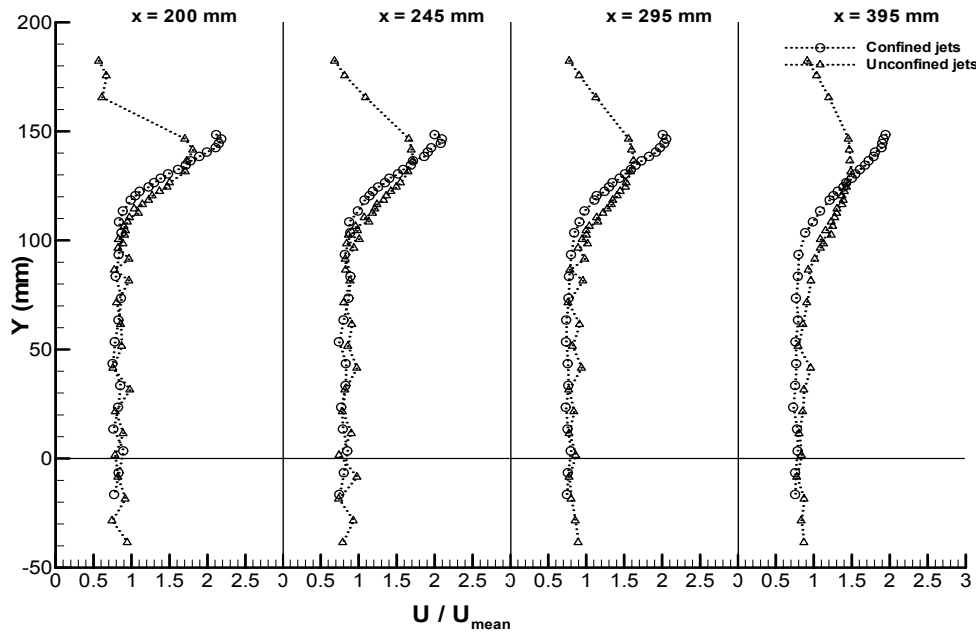 x = 200 mm x = 245 mm x = 295 mm x = 395 mm
200
150
100
50
0
-50
Y (mm)
Confined jets
Unconfined jets
0 0.5 1 1.5 2 2.5 0 0.5 1 1.5 2 2.5 0 0.5 1 1.5 2 2.5 0 0.5 1 1.5 2 2.5 3
U / Umean